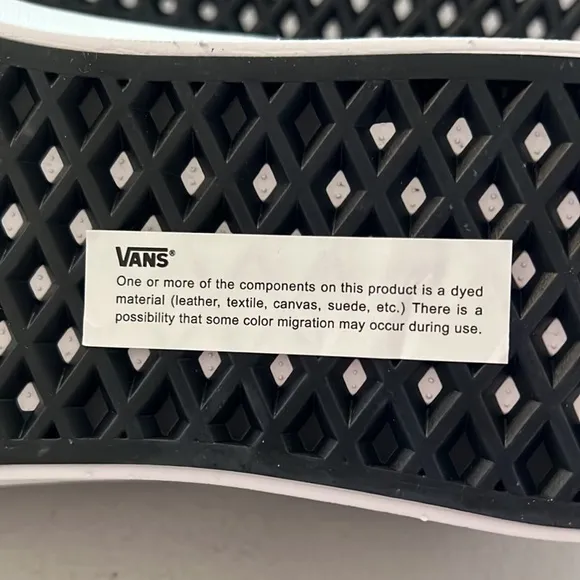 VANS®
One or more of the components on this product is a dyed
material (leather, textile, canvas, suede, etc.) There is a
possibility that some color migration may occur during use.